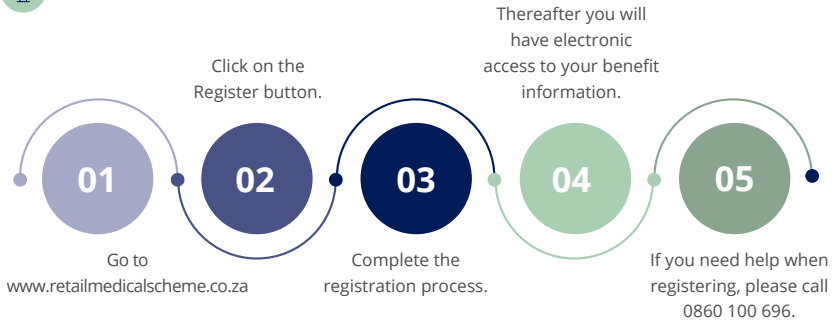 01
Go to
www.retailmedicalscheme.co.za
Click on the
Register button.
02
03
Complete the
registration process.
Thereafter you will
have electronic
access to your benefit
information.
04
05
If you need help when
registering, please call
0860 100 696.